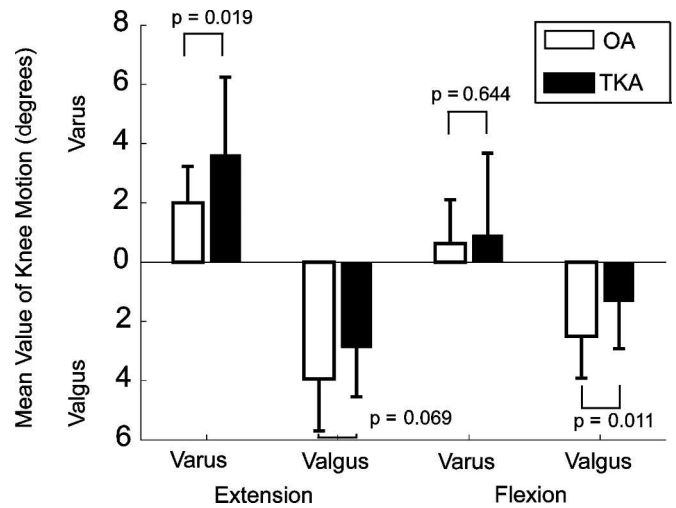 Mean Value of Knee Motion (degrees)
Varus
Valgus
8
6
4
2
0
2
4
6
p = 0.019
p = 0.644
p = 0.069
p = 0.011
OA
TKA
Varus Valgus Varus Valgus
Extension Flexion